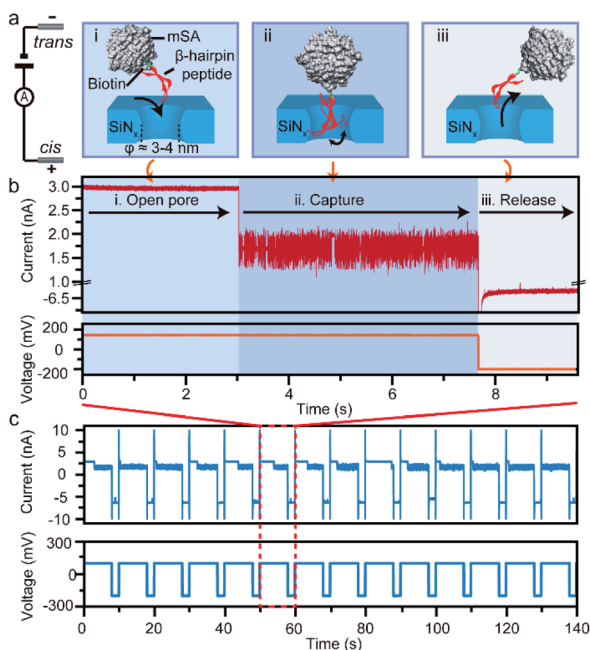 a
−
trans
A
cis
+
i
mSA
β-hairpin
peptide
Biotin
SiNx
φ ≈ 3-4 nm
ii
SiNx
iii
SiNx
b
Current (nA)
3.0
2.5
2.0
1.5
1.0
-6.5
i. Open pore
ii. Capture
iii. Release
Voltage (mV)
200
0
-200
0 2 4 6 8
Time (s)
c
Current (nA)
10
5
0
-5
-10
Voltage (mV)
300
0
-300
0 20 40 60 80 100 120 140
Time (s)